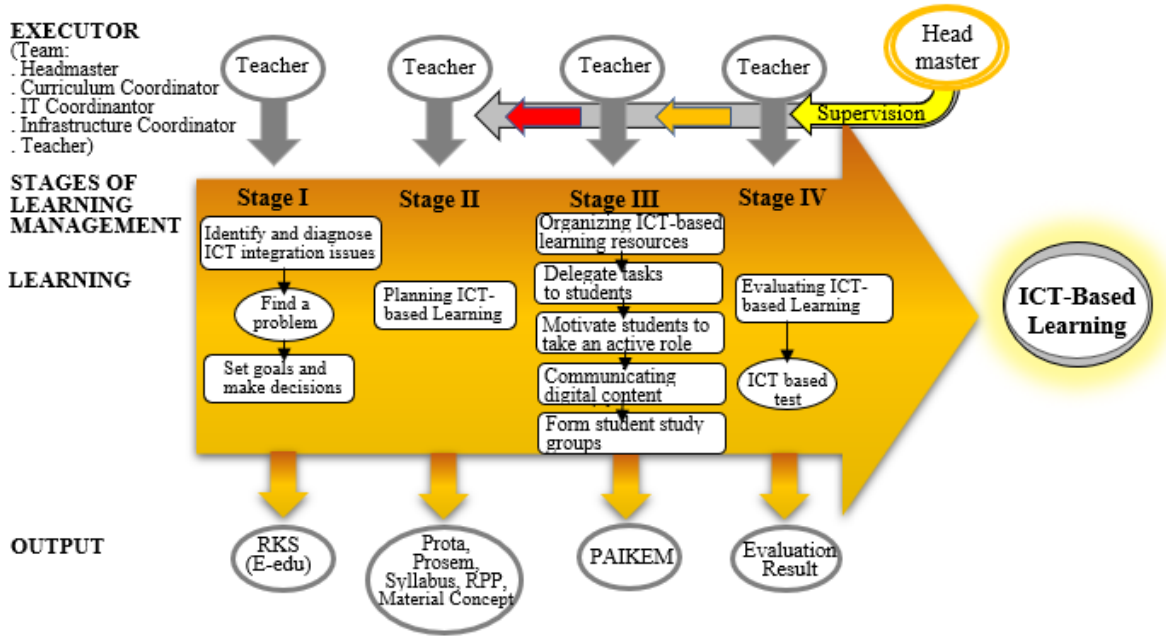 EXECUTOR
(Team:
. Headmaster
. Curriculum Coordinator
. IT Coordinantor
. Infrastructure Coordinator
. Teacher)
Teacher
Teacher
Teacher
Teacher
Head
master
Supervision
STAGES OF
LEARNING
MANAGEMENT
LEARNING
Stage I
Identify and diagnose
ICT integration issues
Find a
problem
Set goals and
make decisions
Stage II
Planning ICT-
based Learning
Stage III
Organizing ICT-based
learning resources
Delegate tasks
to students
Motivate students to
take an active role
Communicating
digital content
Form student study
groups
Stage IV
Evaluating ICT-
based Learning
ICT based
test
ICT-Based
Learning
OUTPUT
RKS
(E-edu)
Prota,
Prosem,
Syllabus, RPP,
Material Concept
PAIKEM
Evaluation
Result